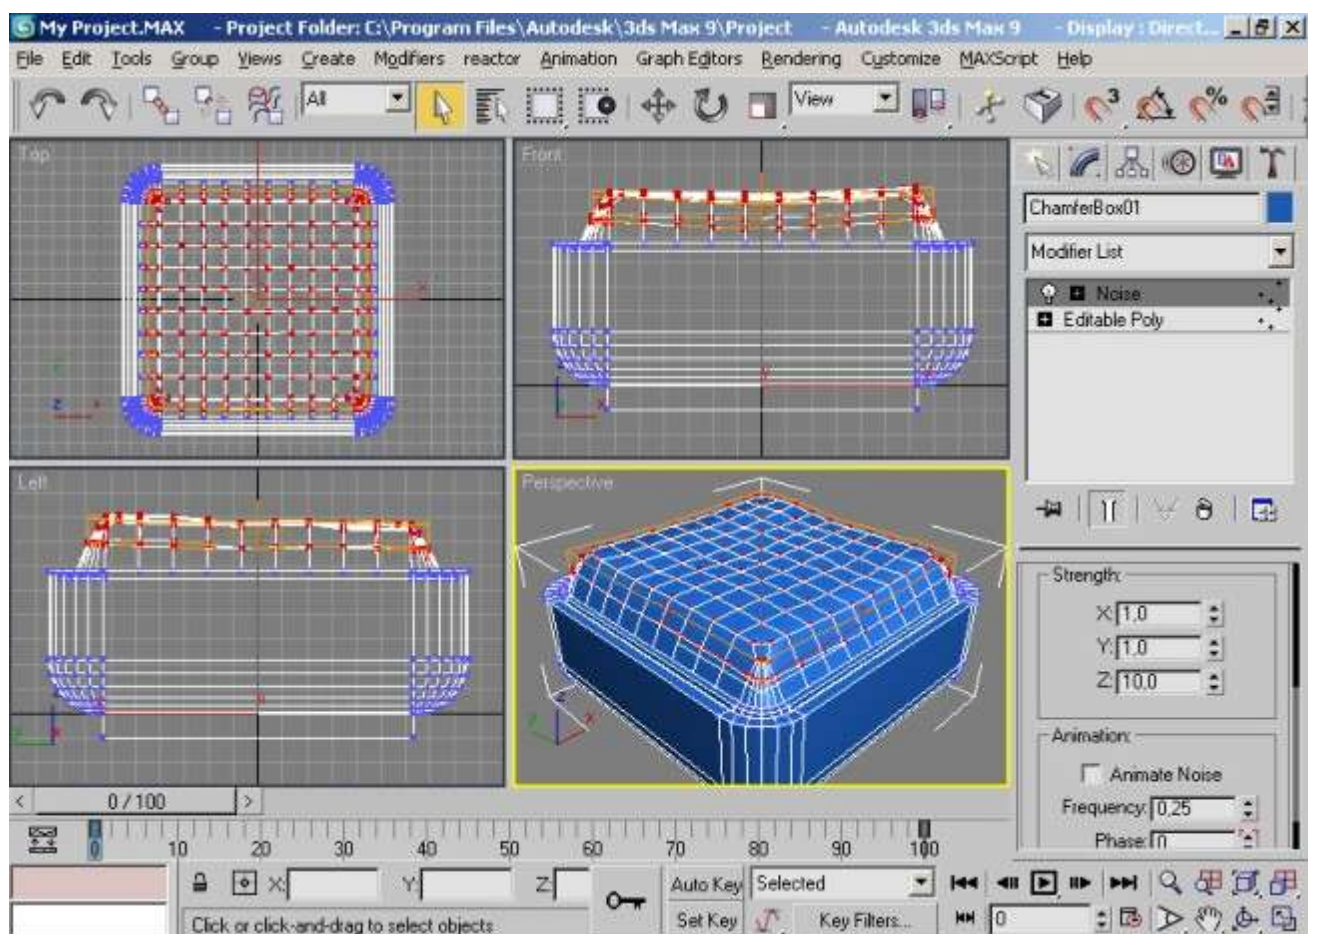 My Project.MAX - Project Folder: C:\Program Files\Autodesk\3ds Max 9\Project - Autodesk 3ds Max 9 - Display : Direct...
File Edit Tools Group Views Create Modifiers reactor Animation Graph Editors Rendering Customize MAXScript Help
All View 3 %
Top
Front
ChamferBox01
Modifier List
Noise
Editable Poly
Left
Perspective
Strength:
X: 1,0
Y: 1,0
Z: 10,0
Animation:
Animate Noise
Frequency: 0,25
Phase: 0
< 0 / 100 >
0 10 20 30 40 50 60 70 80 90 100
X: Y: Z: Auto Key Selected
Click or click-and-drag to select objects Set Key Key Filters... 0